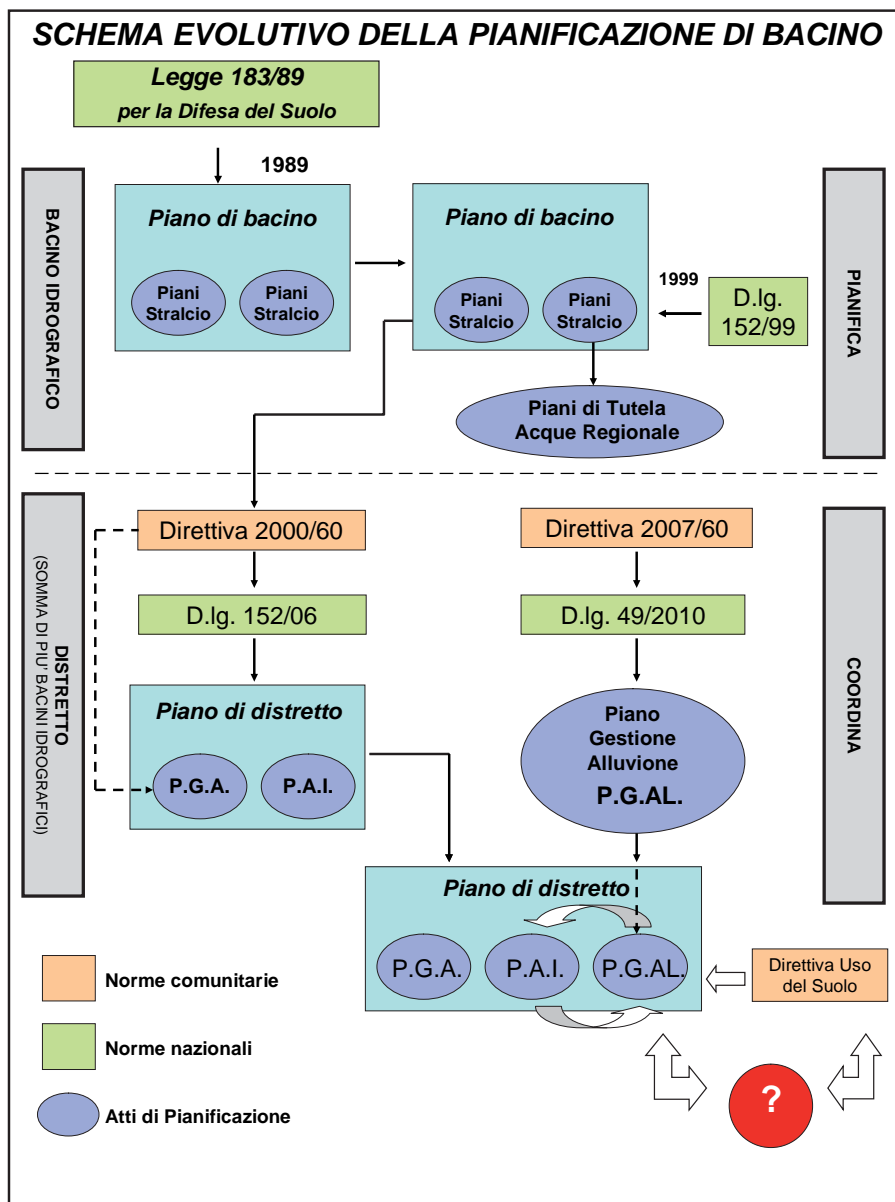 SCHEMA EVOLUTIVO DELLA PIANIFICAZIONE DI BACINO
Legge 183/89
per la Difesa del Suolo
1989
BACINO IDROGRAFICO
Piano di bacino
Piani
Stralcio
Piani
Stralcio
Piano di bacino
Piani
Stralcio
Piani
Stralcio
1999
D.lg.
152/99
PIANIFICA
Piani di Tutela
Acque Regionale
DISTRETTO
(SOMMA DI PIU' BACINI IDROGRAFICI)
Direttiva 2000/60
D.lg. 152/06
Piano di distretto
P.G.A.
P.A.I.
Direttiva 2007/60
D.lg. 49/2010
Piano
Gestione
Alluvione
P.G.AL.
COORDINA
Piano di distretto
P.G.A.
P.A.I.
P.G.AL.
Direttiva Uso
del Suolo
?
Norme comunitarie
Norme nazionali
Atti di Pianificazione